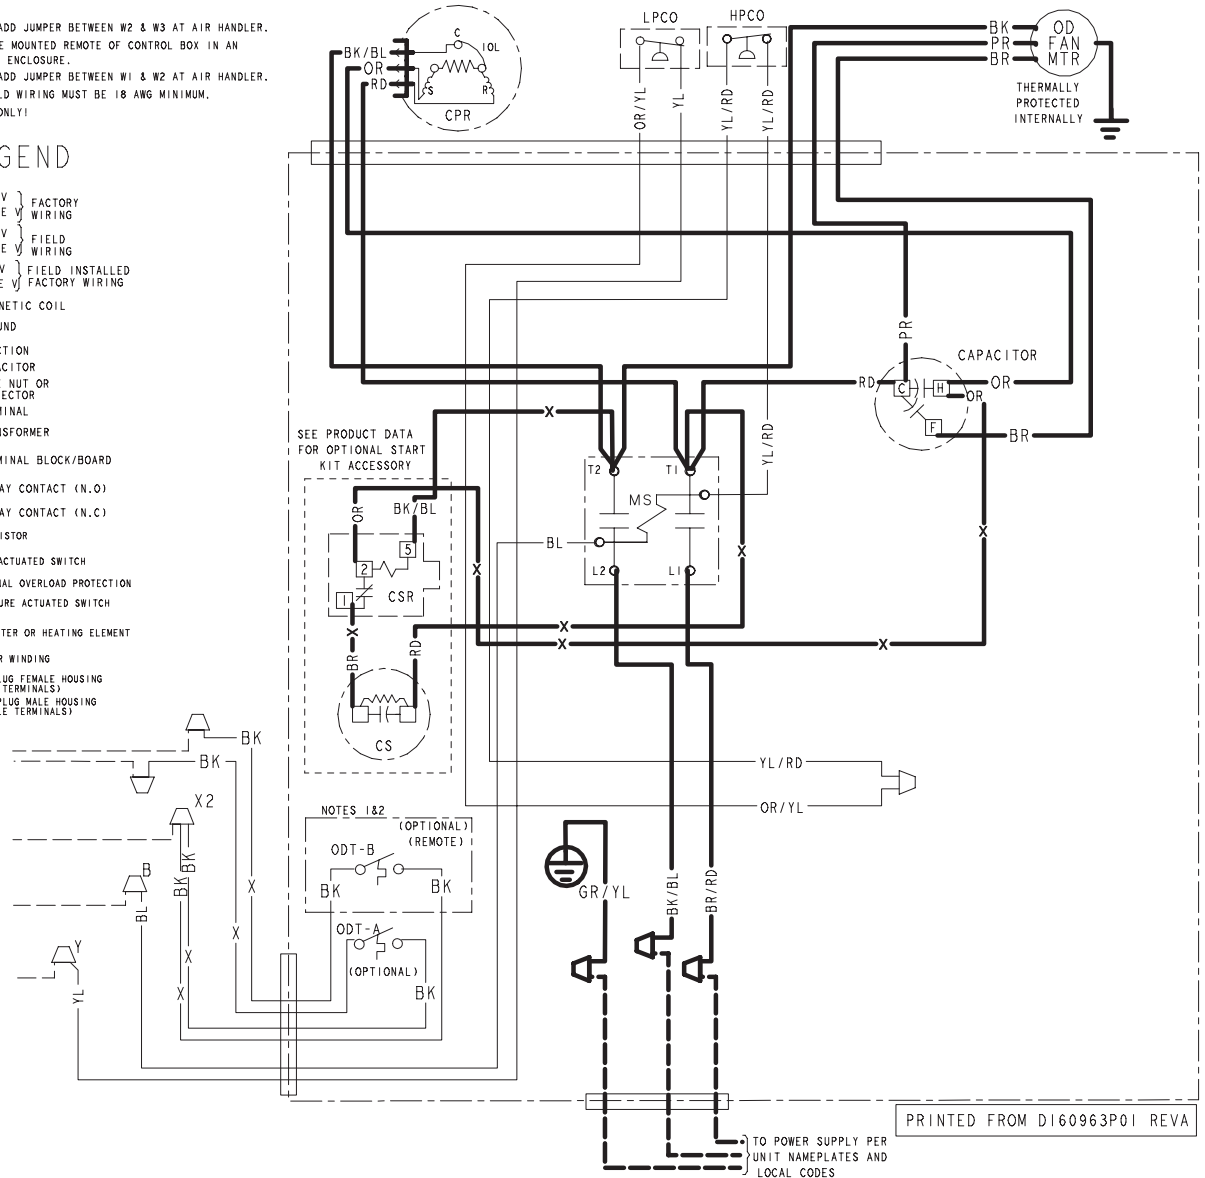 ADD JUMPER BETWEEN W2 & W3 AT AIR HANDLER.
E MOUNTED REMOTE OF CONTROL BOX IN AN
ENCLOSURE.
ADD JUMPER BETWEEN W1 & W2 AT AIR HANDLER.
LD WIRING MUST BE 18 AWG MINIMUM.
ONLY!
GEND
V
E V
FACTORY
WIRING
V
E V
FIELD
WIRING
V
E V
FIELD INSTALLED
FACTORY WIRING
NETIC COIL
UND
CTION
ACITOR
E NUT OR
ECTOR
MINAL
NSFORMER
MINAL BLOCK/BOARD
AY CONTACT (N.O)
AY CONTACT (N.C)
ISTOR
ACTUATED SWITCH
NAL OVERLOAD PROTECTION
URE ACTUATED SWITCH
TER OR HEATING ELEMENT
R WINDING
LUG FEMALE HOUSING
TERMINALS)
PLUG MALE HOUSING
LE TERMINALS)
BK/BL
OR
RD
C
IOL
S
R
CPR
LPCO
HPCO
OR/YL
YL
YL/RD
YL/RD
BK
PR
BR
OD
FAN
MTR
THERMALLY
PROTECTED
INTERNALLY
PR
CAPACITOR
RD
C
H
OR
OR
F
BR
X
SEE PRODUCT DATA
FOR OPTIONAL START
KIT ACCESSORY
YL/RD
T2
T1
MS
L2
L1
BL
OR
BK/BL
5
2
1
CSR
X
X
X
X
X
X
X
BR
RD
CS
BK
BK
X2
BK
BK
B
BL
Y
YL
X
X
X
X
YL/RD
OR/YL
NOTES 1&2
(OPTIONAL)
(REMOTE)
ODT-B
BK
BK
ODT-A
(OPTIONAL)
BK
GR/YL
BK/BL
BR/RD
PRINTED FROM D160963P01 REVA
TO POWER SUPPLY PER
UNIT NAMEPLATES AND
LOCAL CODES